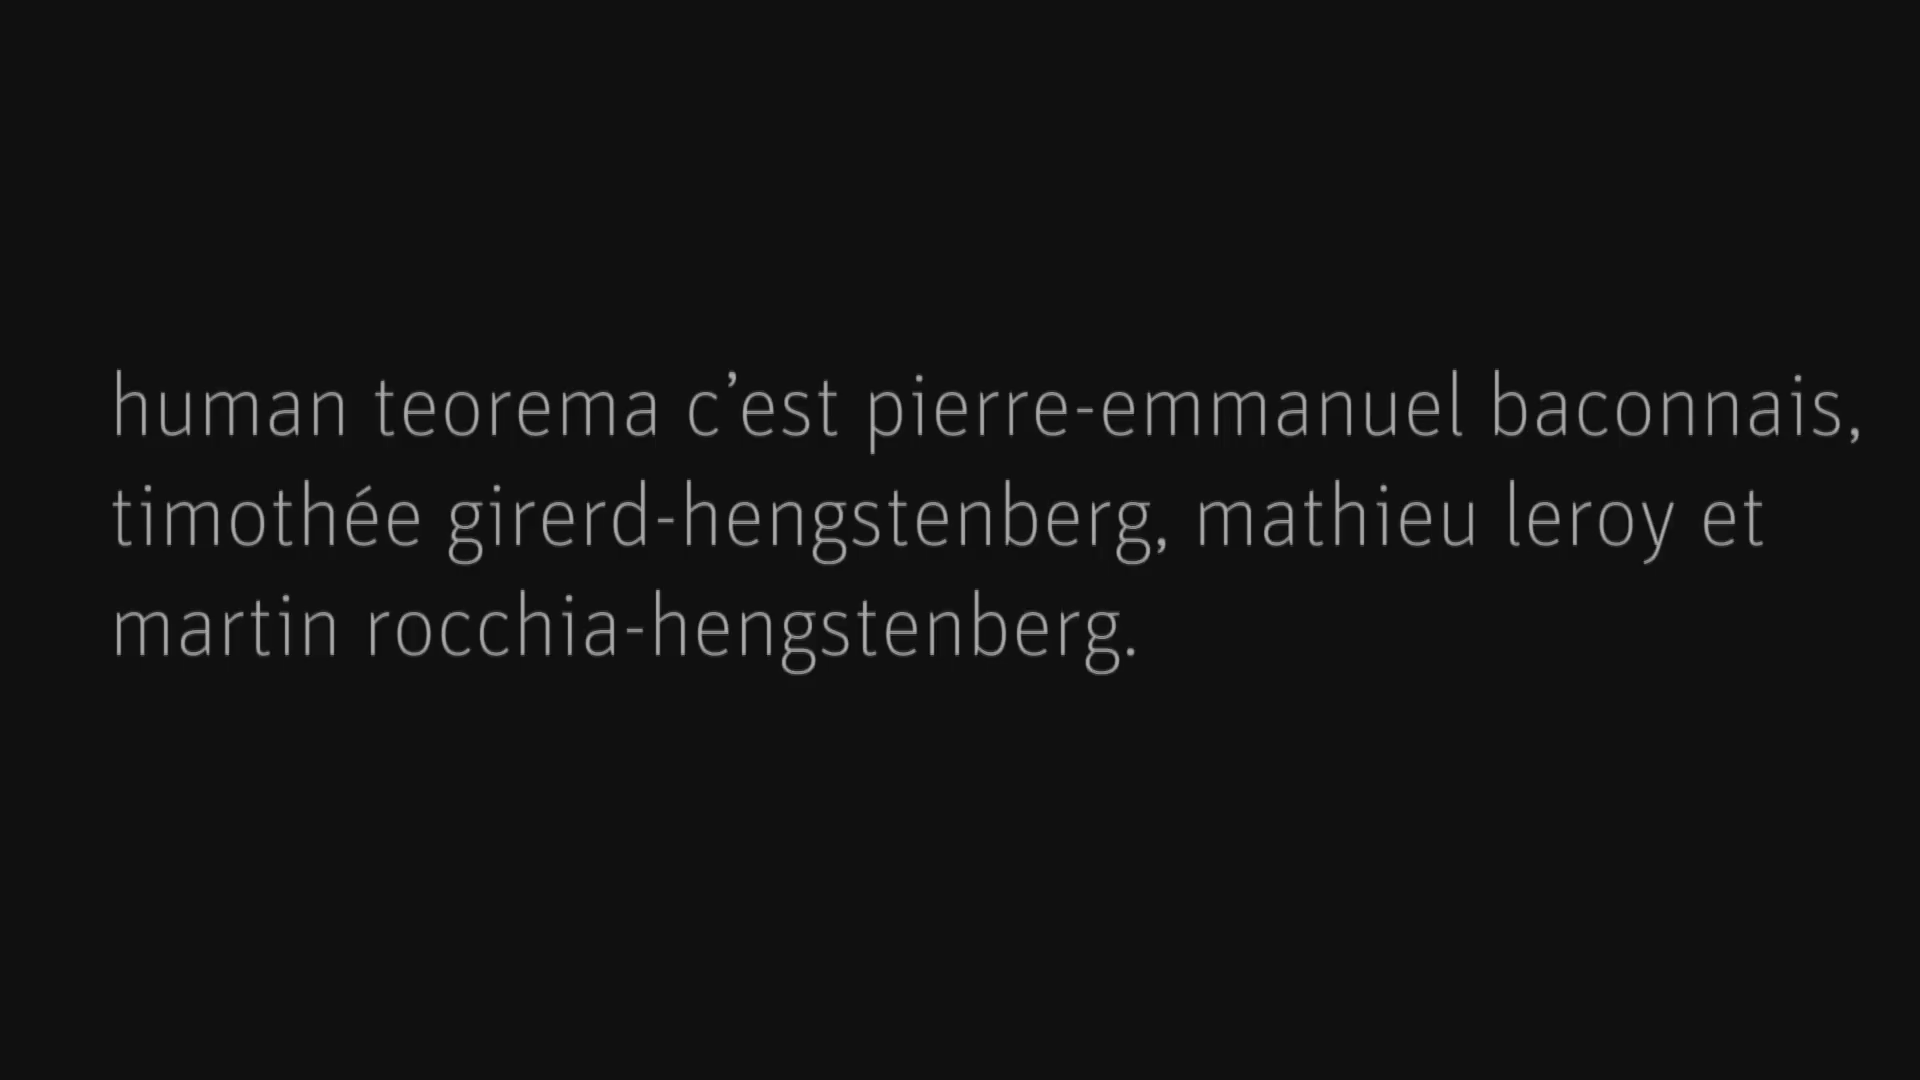 human teorema c’est pierre-emmanuel baconnais,
timothée girerd-hengstenberg, mathieu leroy et
martin rocchia-hengstenberg.